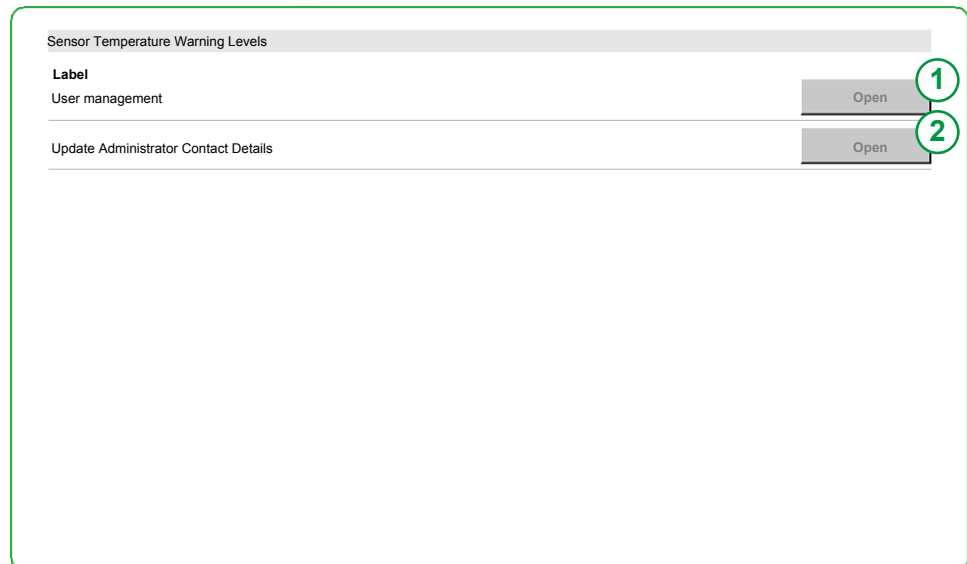 Sensor Temperature Warning Levels
Label
1
User management Open
2
Update Administrator Contact Details Open